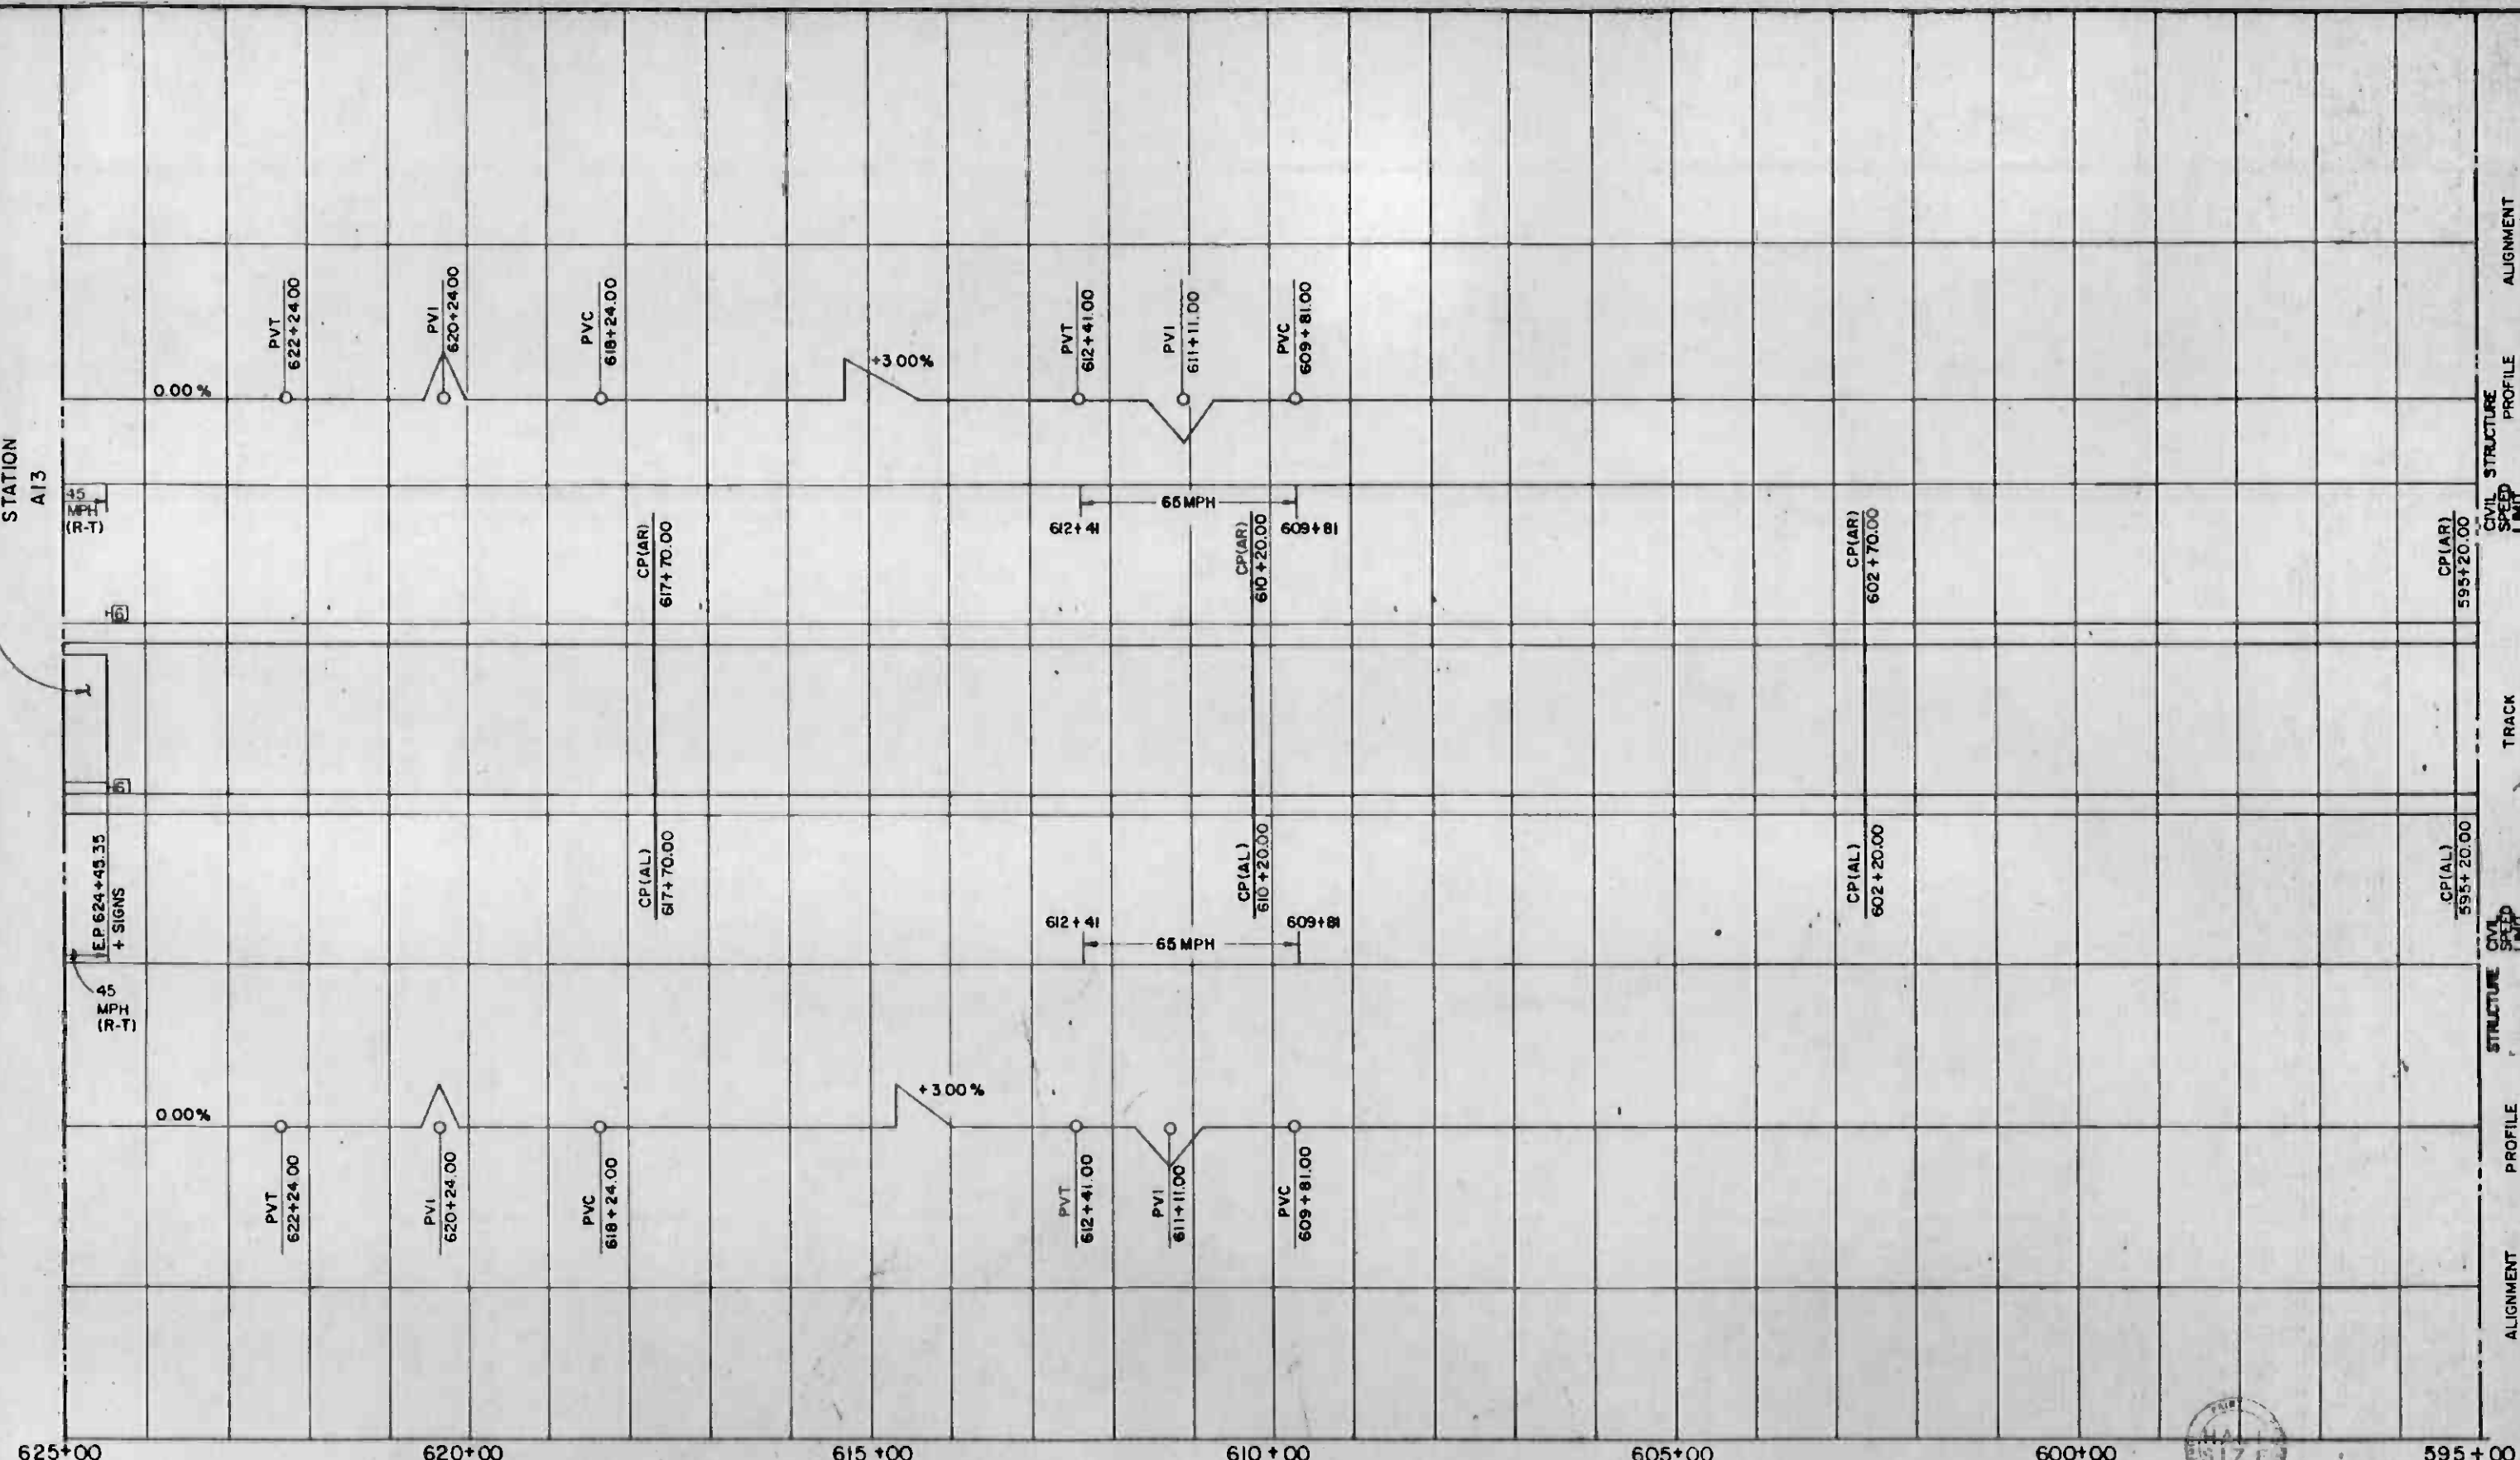 STATION
A13
PVT
622+24.00
PVI
620+24.00
PVC
618+24.00
+3.00%
PVT
612+41.00
PVI
611+11.00
PVC
609+81.00
0.00%
45
MPH
(R-T)
65 MPH
612+41
609+81
CP(AR)
617+70.00
CP(AR)
610+20.00
CP(AR)
602+70.00
CP(AR)
595+20.00
6
6
E.P. 624+45.35
+ SIGNS
CP(AL)
617+70.00
CP(AL)
610+20.00
CP(AL)
602+20.00
CP(AL)
595+20.00
612+41
609+81
65 MPH
45
MPH
(R-T)
0.00%
+3.00%
PVT
622+24.00
PVI
620+24.00
PVC
618+24.00
PVT
612+41.00
PVI
611+11.00
PVC
609+81.00
ALIGNMENT
PROFILE
STRUCTURE
CIVIL
SPEED
LIMIT
TRACK
CIVIL
SPEED
LIMIT
STRUCTURE
PROFILE
ALIGNMENT
625+00
620+00
615+00
610+00
605+00
600+00
595+00